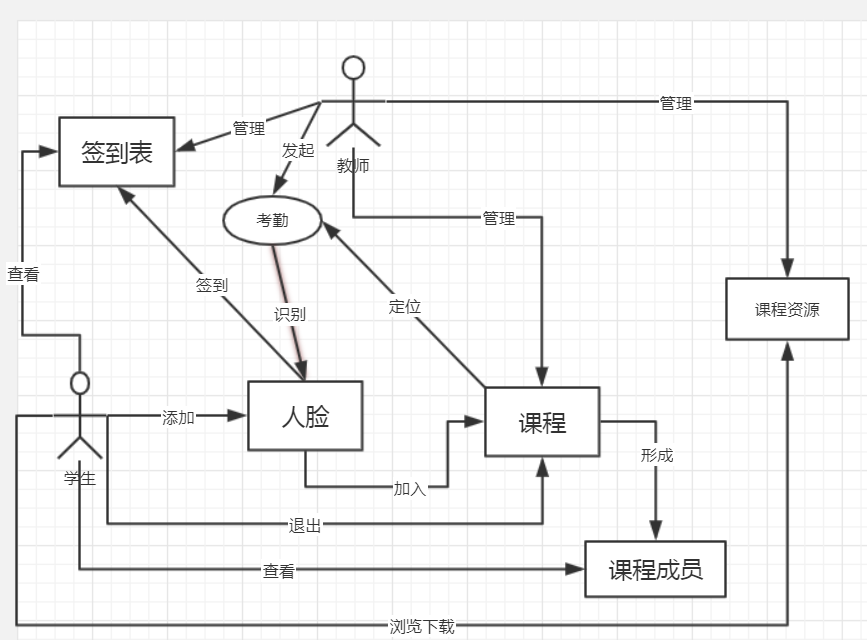 管理
签到表
管理
发起
教师
考勤
管理
查看
签到
识别
定位
课程资源
添加
人脸
课程
形成
学生
加入
退出
查看
课程成员
浏览下载